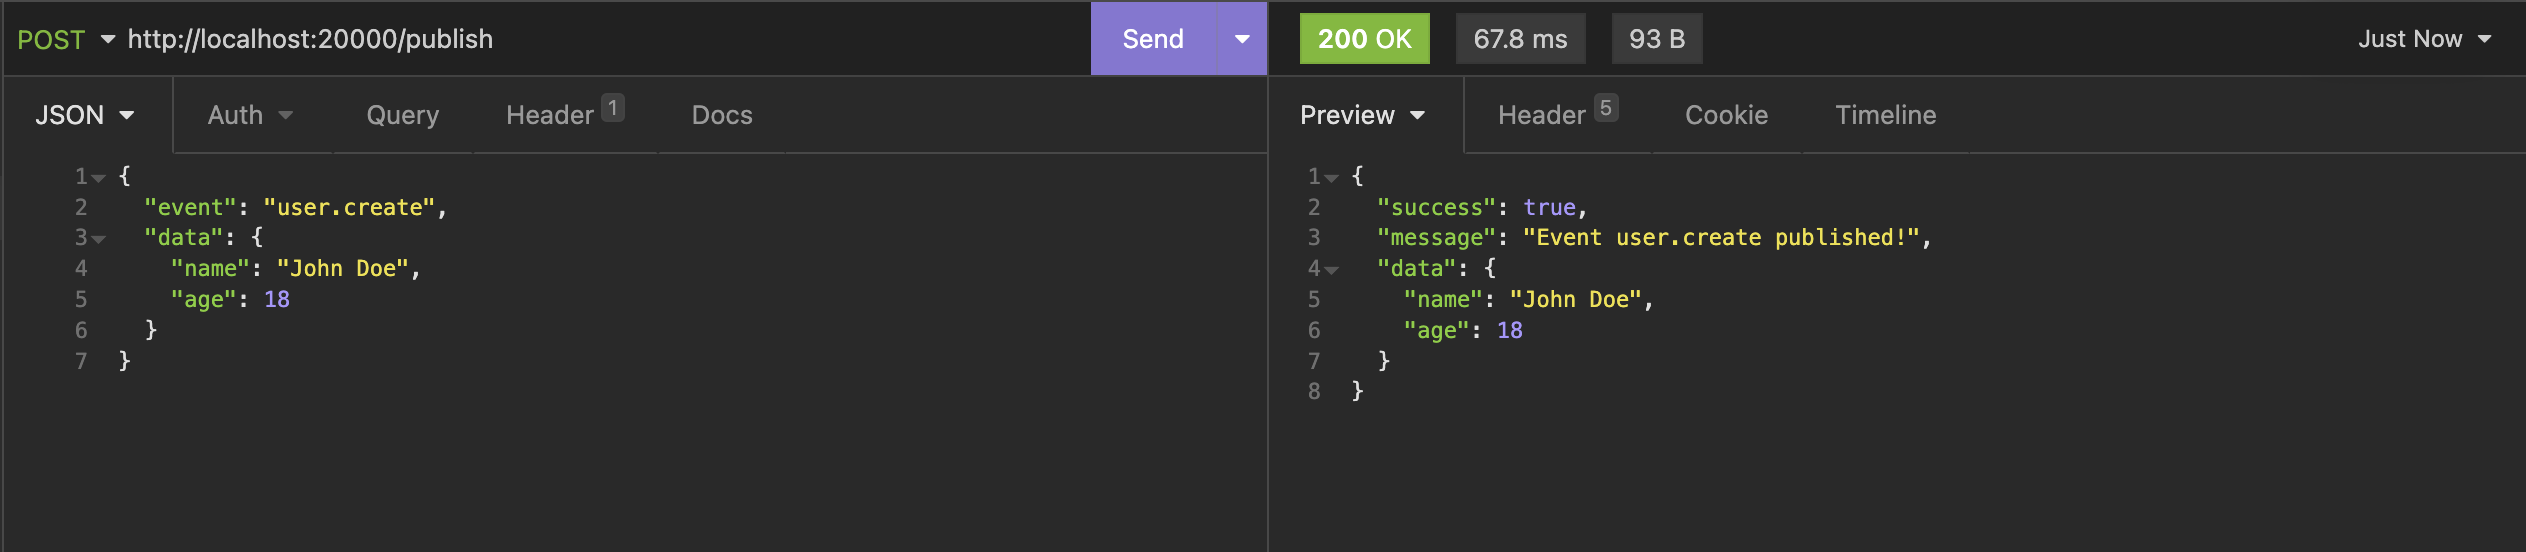 POST http://localhost:20000/publish Send 200 OK 67.8 ms 93 B Just Now
JSON Auth Query Header 1 Docs
1 {
2 "event": "user.create",
3 "data": {
4 "name": "John Doe",
5 "age": 18
6 }
7 }
Preview Header 5 Cookie Timeline
1 {
2 "success": true,
3 "message": "Event user.create published!",
4 "data": {
5 "name": "John Doe",
6 "age": 18
7 }
8 }